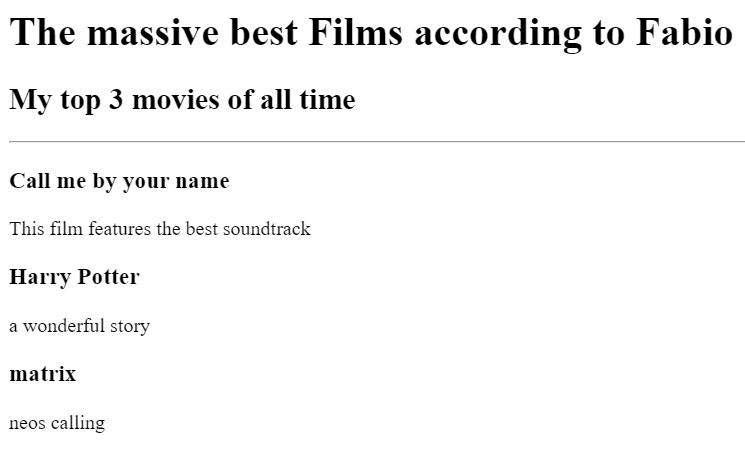 The massive best Films according to Fabio
My top 3 movies of all time
Call me by your name
This film features the best soundtrack
Harry Potter
a wonderful story
matrix
neos calling